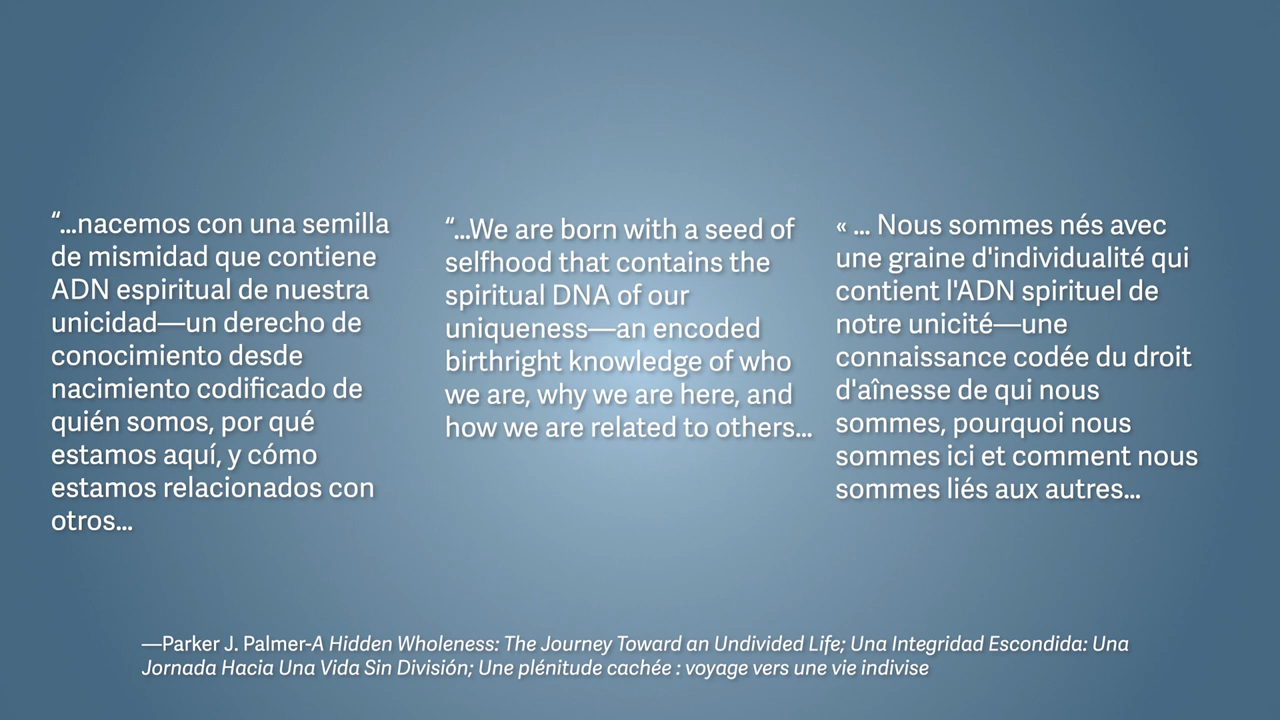 “...nacemos con una semilla
de mismidad que contiene
ADN espiritual de nuestra
unicidad—un derecho de
conocimiento desde
nacimiento codificado de
quién somos, por qué
estamos aquí, y cómo
estamos relacionados con
otros...
“...We are born with a seed of
selfhood that contains the
spiritual DNA of our
uniqueness—an encoded
birthright knowledge of who
we are, why we are here, and
how we are related to others...
« ... Nous sommes nés avec
une graine d'individualité qui
contient l'ADN spirituel de
notre unicité—une
connaissance codée du droit
d'aînesse de qui nous
sommes, pourquoi nous
sommes ici et comment nous
sommes liés aux autres...
—Parker J. Palmer-A Hidden Wholeness: The Journey Toward an Undivided Life; Una Integridad Escondida: Una
Jornada Hacia Una Vida Sin División; Une plénitude cachée : voyage vers une vie indivise